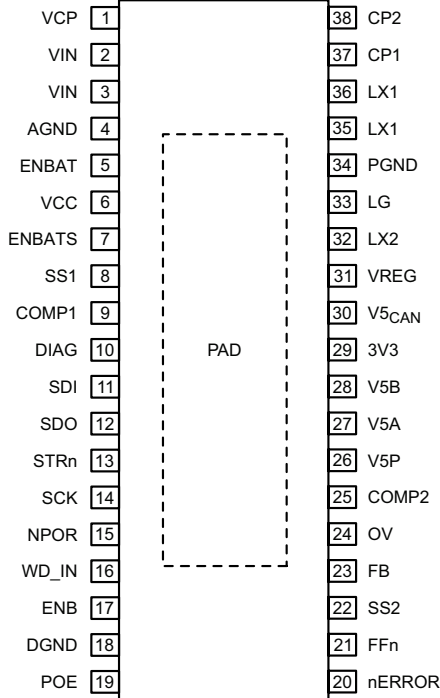 VCP 1 38 CP2
VIN 2 37 CP1
VIN 3 36 LX1
AGND 4 35 LX1
ENBAT 5 34 PGND
VCC 6 33 LG
ENBATS 7 32 LX2
SS1 8 31 VREG
COMP1 9 30 V5CAN
DIAG 10 PAD 29 3V3
SDI 11 28 V5B
SDO 12 27 V5A
STRn 13 26 V5P
SCK 14 25 COMP2
NPOR 15 24 OV
WD_IN 16 23 FB
ENB 17 22 SS2
DGND 18 21 FFn
POE 19 20 nERROR